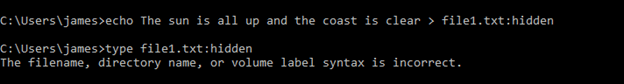 C:\Users\james>echo The sun is all up and the coast is clear > file1.txt:hidden
C:\Users\james>type file1.txt:hidden
The filename, directory name, or volume label syntax is incorrect.